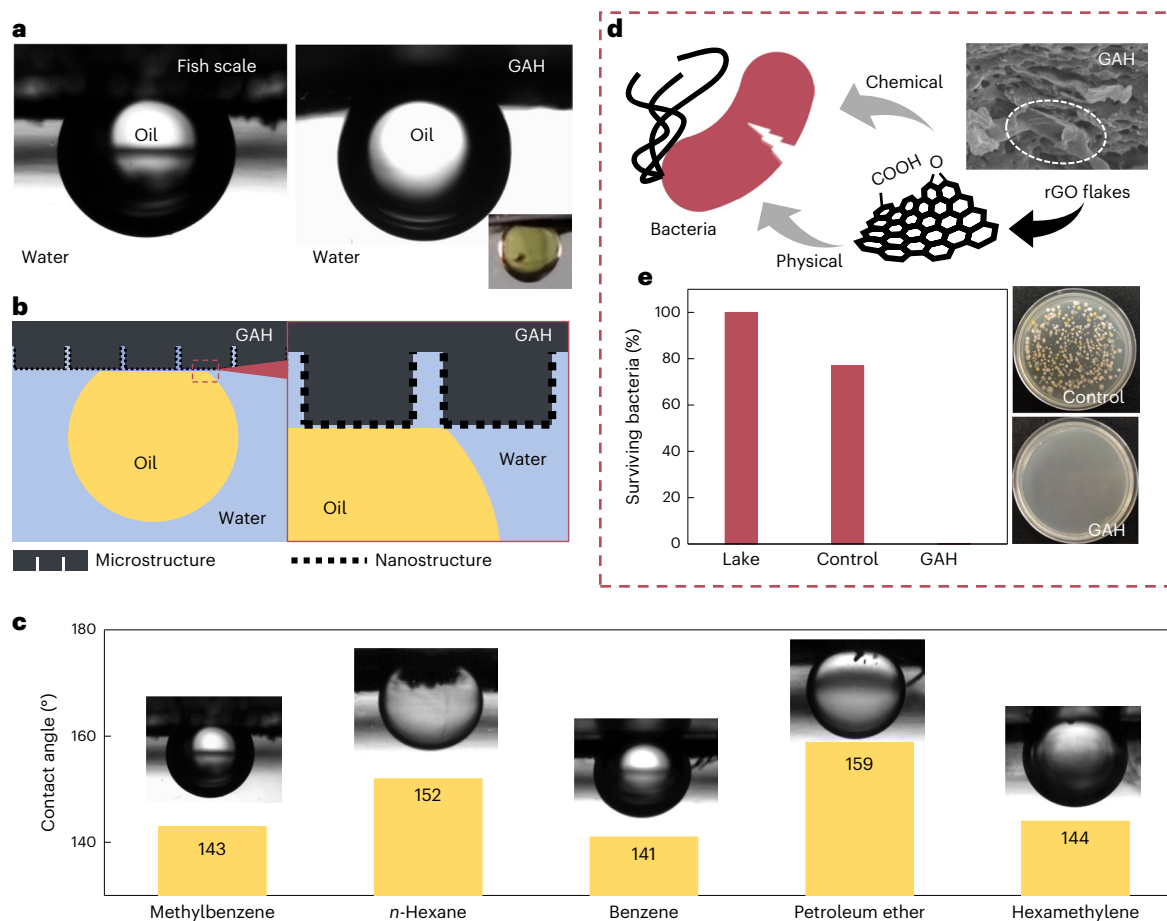 a
Fish scale
Oil
Water
GAH
Oil
Water
b
GAH
Oil
Water
GAH
Water
Oil
Microstructure
Nanostructure
c
Contact angle (°)
180
160
140
143
152
141
159
144
Methylbenzene
n-Hexane
Benzene
Petroleum ether
Hexamethylene
d
Chemical
GAH
COOH
O
rGO flakes
Bacteria
Physical
e
Surviving bacteria (%)
100
80
60
40
20
0
Lake
Control
GAH
Control
GAH